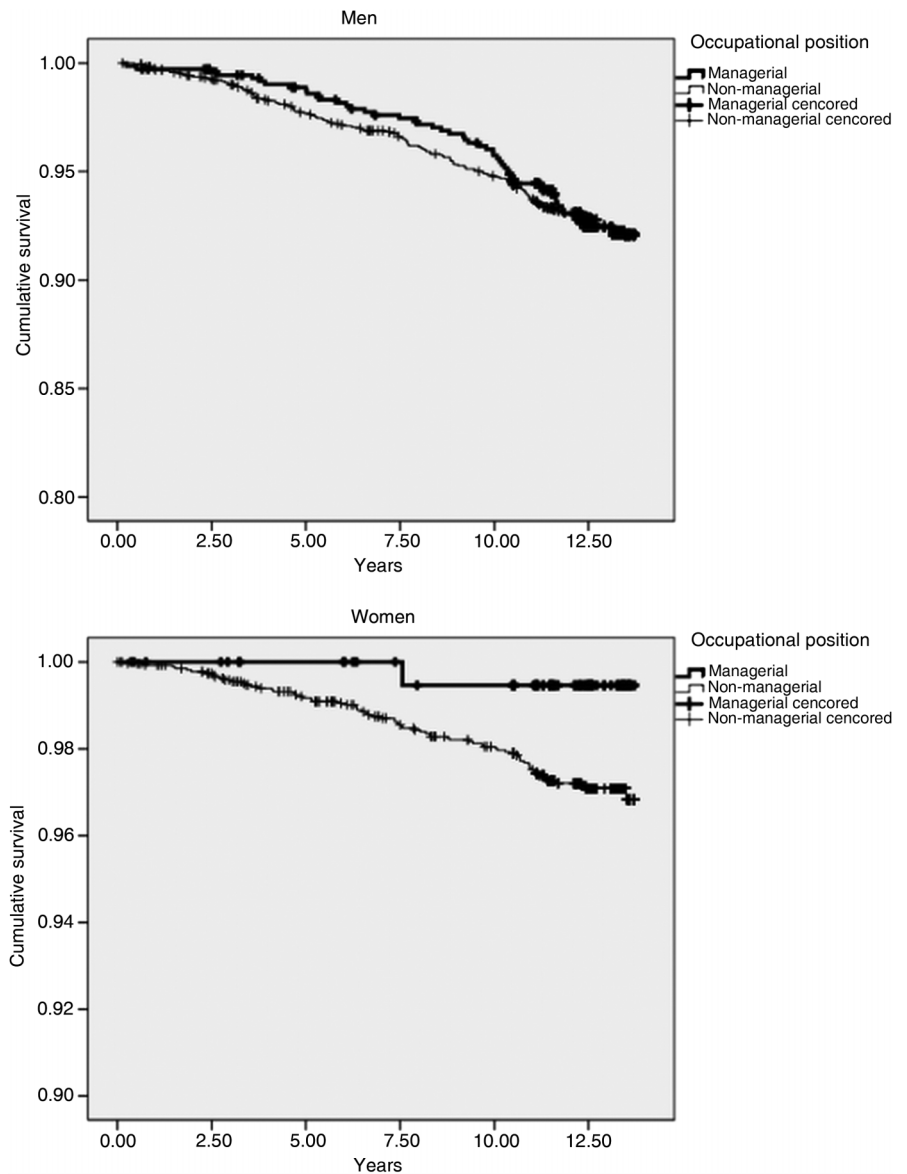 Men
Occupational position
Managerial
Non-managerial
Managerial cencored
Non-managerial cencored
1.00
0.95
0.90
0.85
0.80
Cumulative survival
0.00 2.50 5.00 7.50 10.00 12.50
Years
Women
Occupational position
Managerial
Non-managerial
Managerial cencored
Non-managerial cencored
1.00
0.98
0.96
0.94
0.92
0.90
Cumulative survival
0.00 2.50 5.00 7.50 10.00 12.50
Years